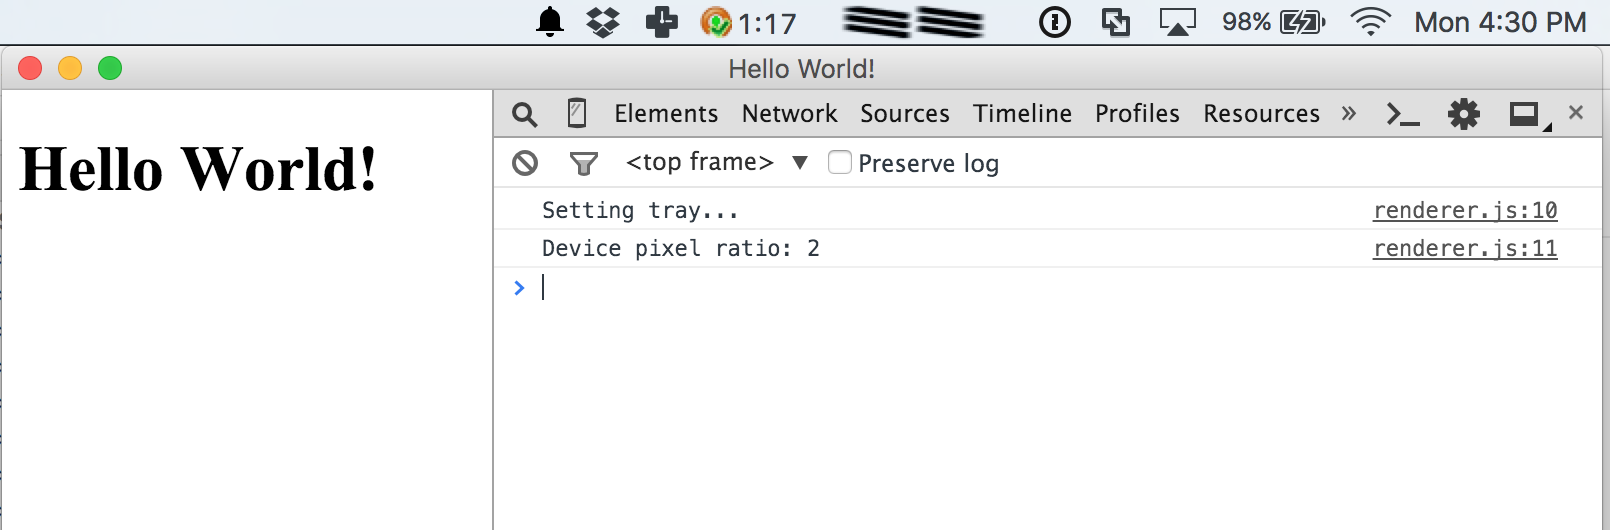 1:17 98% Mon 4:30 PM
Hello World!
Elements Network Sources Timeline Profiles Resources »
<top frame> ▼ Preserve log
Hello World!
Setting tray... renderer.js:10
Device pixel ratio: 2 renderer.js:11
>